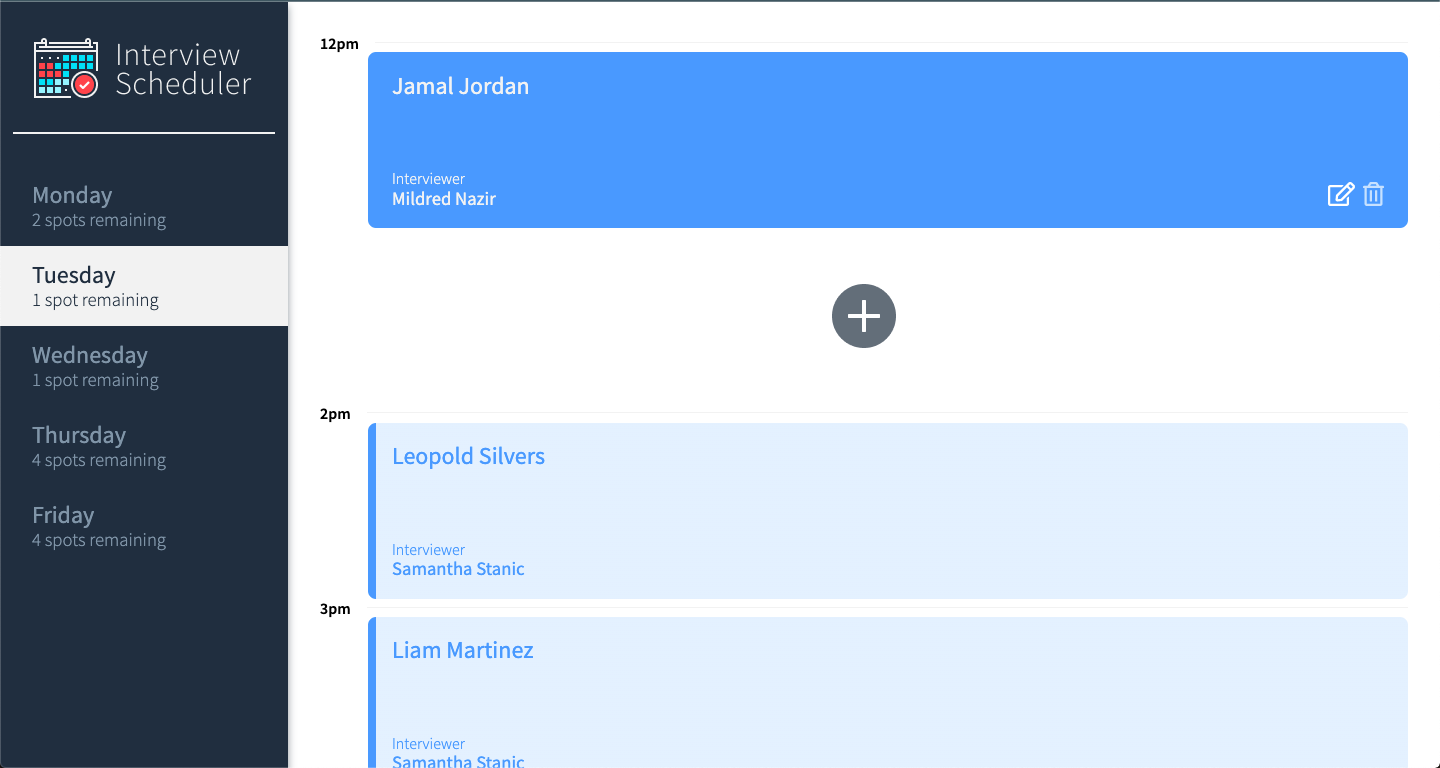 Interview
Scheduler
Monday
2 spots remaining
Tuesday
1 spot remaining
Wednesday
1 spot remaining
Thursday
4 spots remaining
Friday
4 spots remaining
12pm
Jamal Jordan
Interviewer
Mildred Nazir
2pm
Leopold Silvers
Interviewer
Samantha Stanic
3pm
Liam Martinez
Interviewer
Samantha Stanic